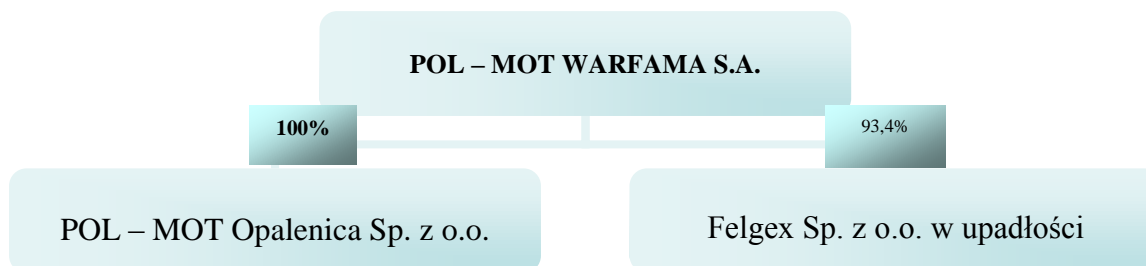 POL – MOT WARFAMA S.A.
100%
93,4%
POL – MOT Opalenica Sp. z o.o.
Felgex Sp. z o.o. w upadłości